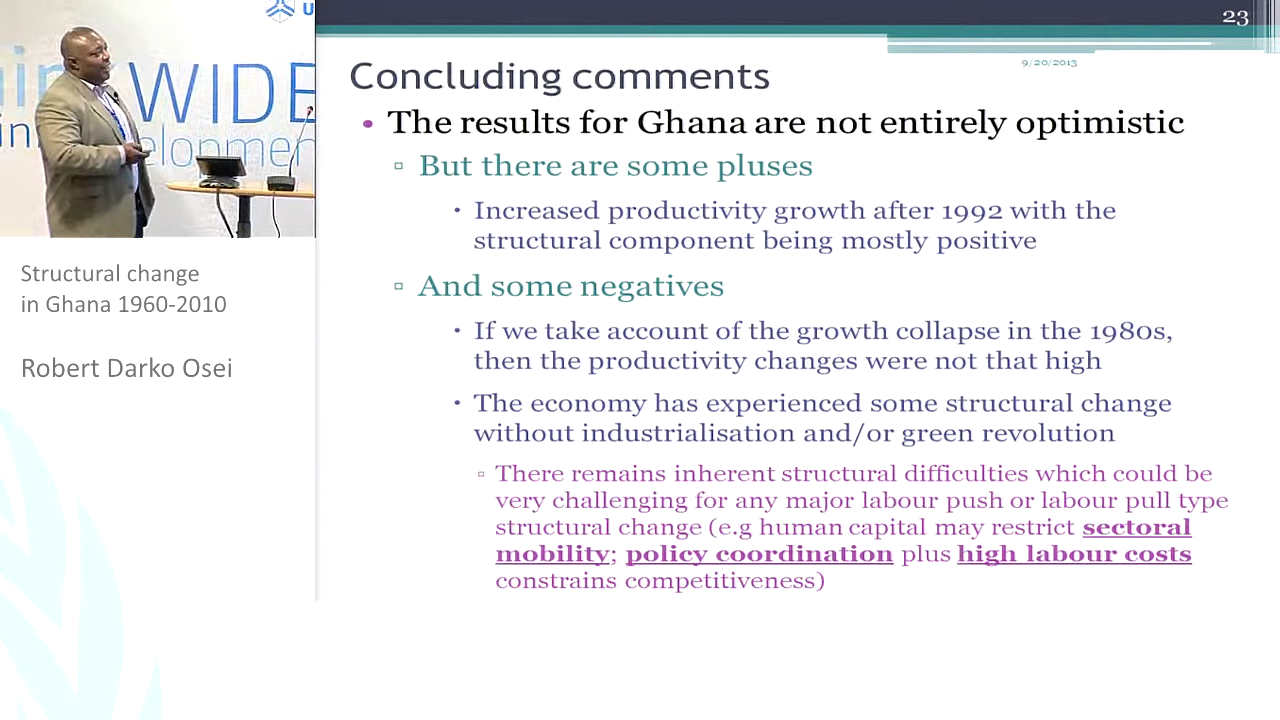 U
WIDE
elopmen
Structural change
in Ghana 1960-2010
Robert Darko Osei
23
9/20/2013
Concluding comments
• The results for Ghana are not entirely optimistic
▫ But there are some pluses
• Increased productivity growth after 1992 with the
structural component being mostly positive
▫ And some negatives
• If we take account of the growth collapse in the 1980s,
then the productivity changes were not that high
• The economy has experienced some structural change
without industrialisation and/or green revolution
▫ There remains inherent structural difficulties which could be
very challenging for any major labour push or labour pull type
structural change (e.g human capital may restrict sectoral
mobility; policy coordination plus high labour costs
constrains competitiveness)